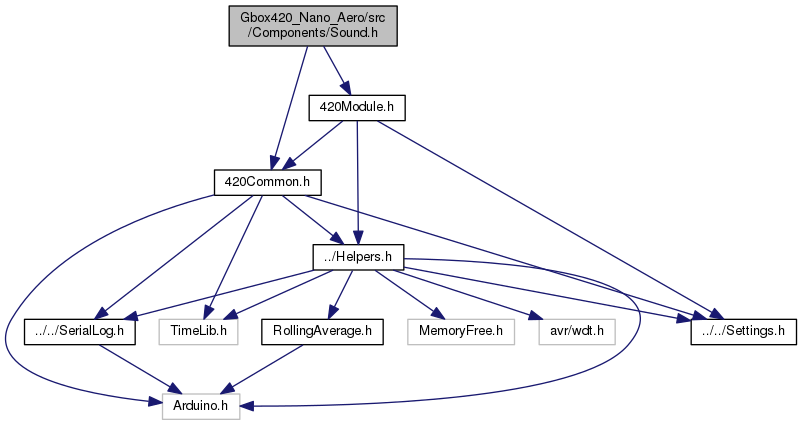 Gbox420_Nano_Aero/src
/Components/Sound.h
420Module.h
420Common.h
../Helpers.h
../../SerialLog.h
TimeLib.h
RollingAverage.h
MemoryFree.h
avr/wdt.h
../../Settings.h
Arduino.h